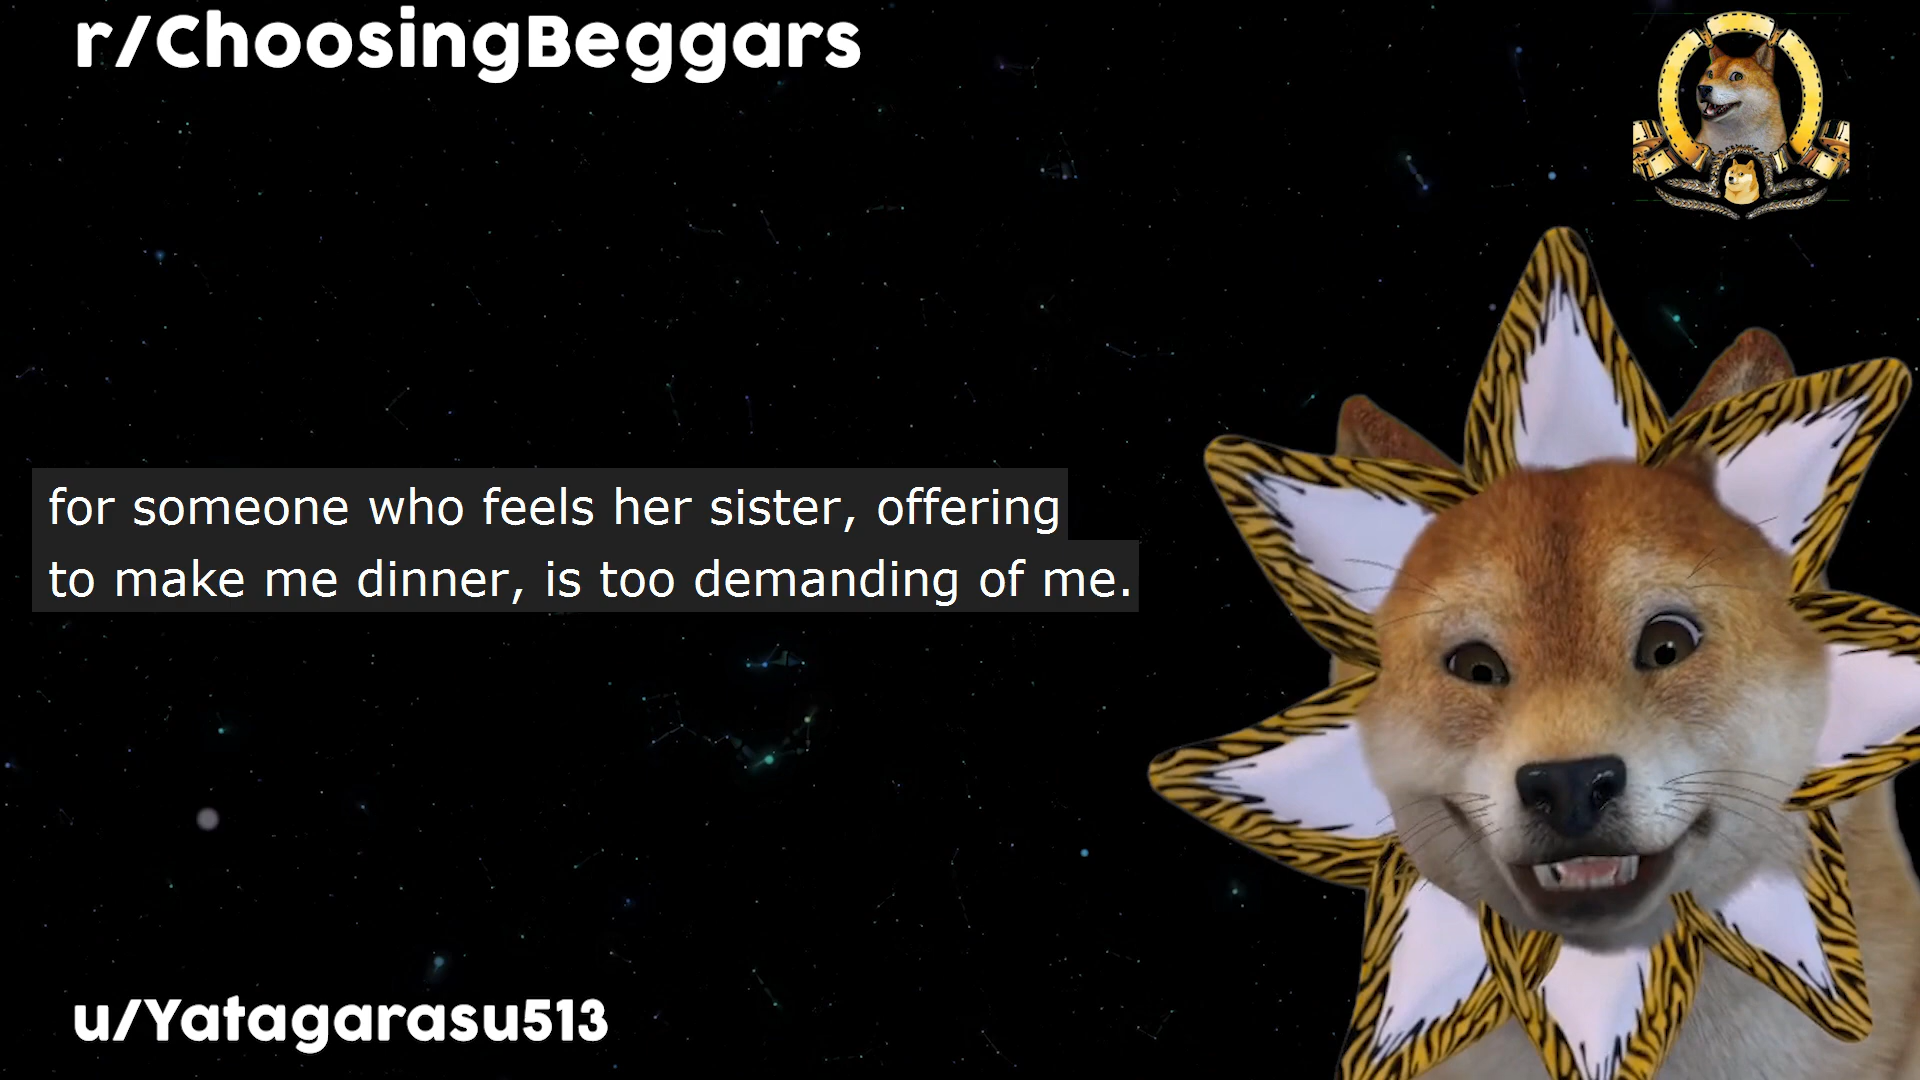 r/ChoosingBeggars
for someone who feels her sister, offering
to make me dinner, is too demanding of me.
u/Yatagarasu513